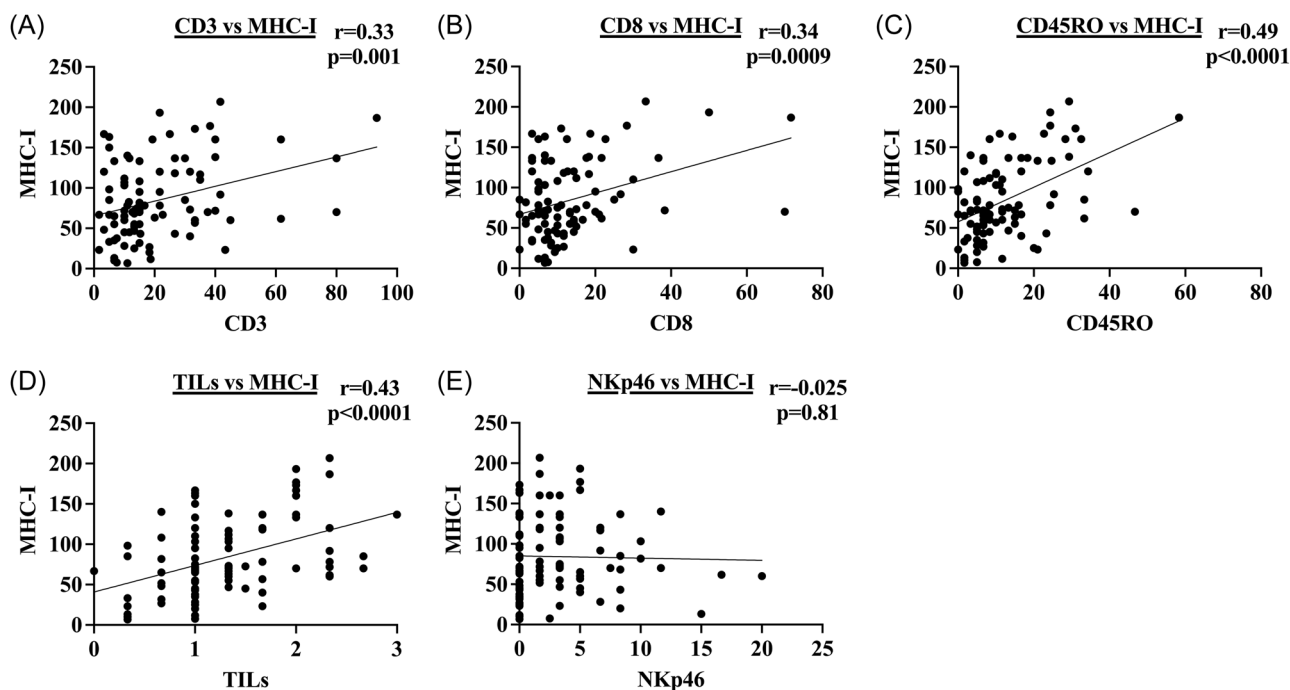 (A)
CD3 vs MHC-I
r=0.33
p=0.001
MHC-I
250
200
150
100
50
0
0 20 40 60 80 100
CD3
(B)
CD8 vs MHC-I
r=0.34
p=0.0009
MHC-I
250
200
150
100
50
0
0 20 40 60 80
CD8
(C)
CD45RO vs MHC-I
r=0.49
p<0.0001
MHC-I
250
200
150
100
50
0
0 20 40 60 80
CD45RO
(D)
TILs vs MHC-I
r=0.43
p<0.0001
MHC-I
250
200
150
100
50
0
0 1 2 3
TILs
(E)
NKp46 vs MHC-I
r=-0.025
p=0.81
MHC-I
250
200
150
100
50
0
0 5 10 15 20 25
NKp46